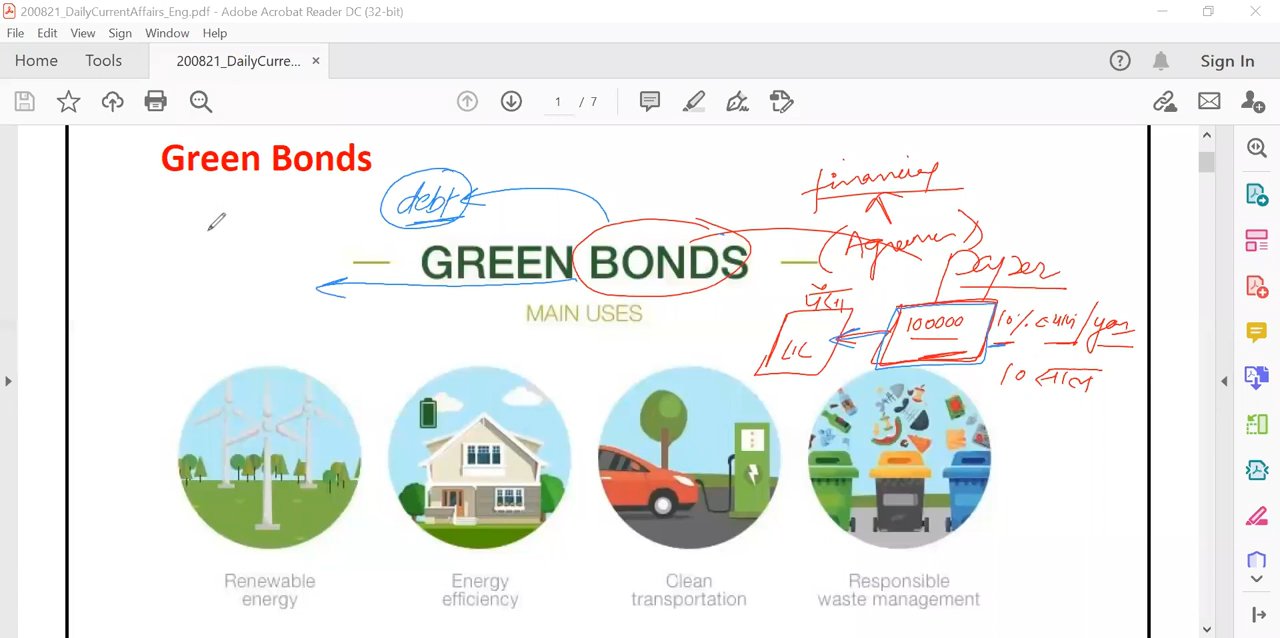 200821_DailyCurrentAffairs_Eng.pdf - Adobe Acrobat Reader DC (32-bit)
File Edit View Sign Window Help
Home Tools 200821_DailyCurre... × Sign In
1 / 7
Green Bonds
debt
financial
(Agreement)
GREEN BONDS
paper
MAIN USES
100000
10% /year
LIC
10 साल
Renewable energy
Energy efficiency
Clean transportation
Responsible waste management